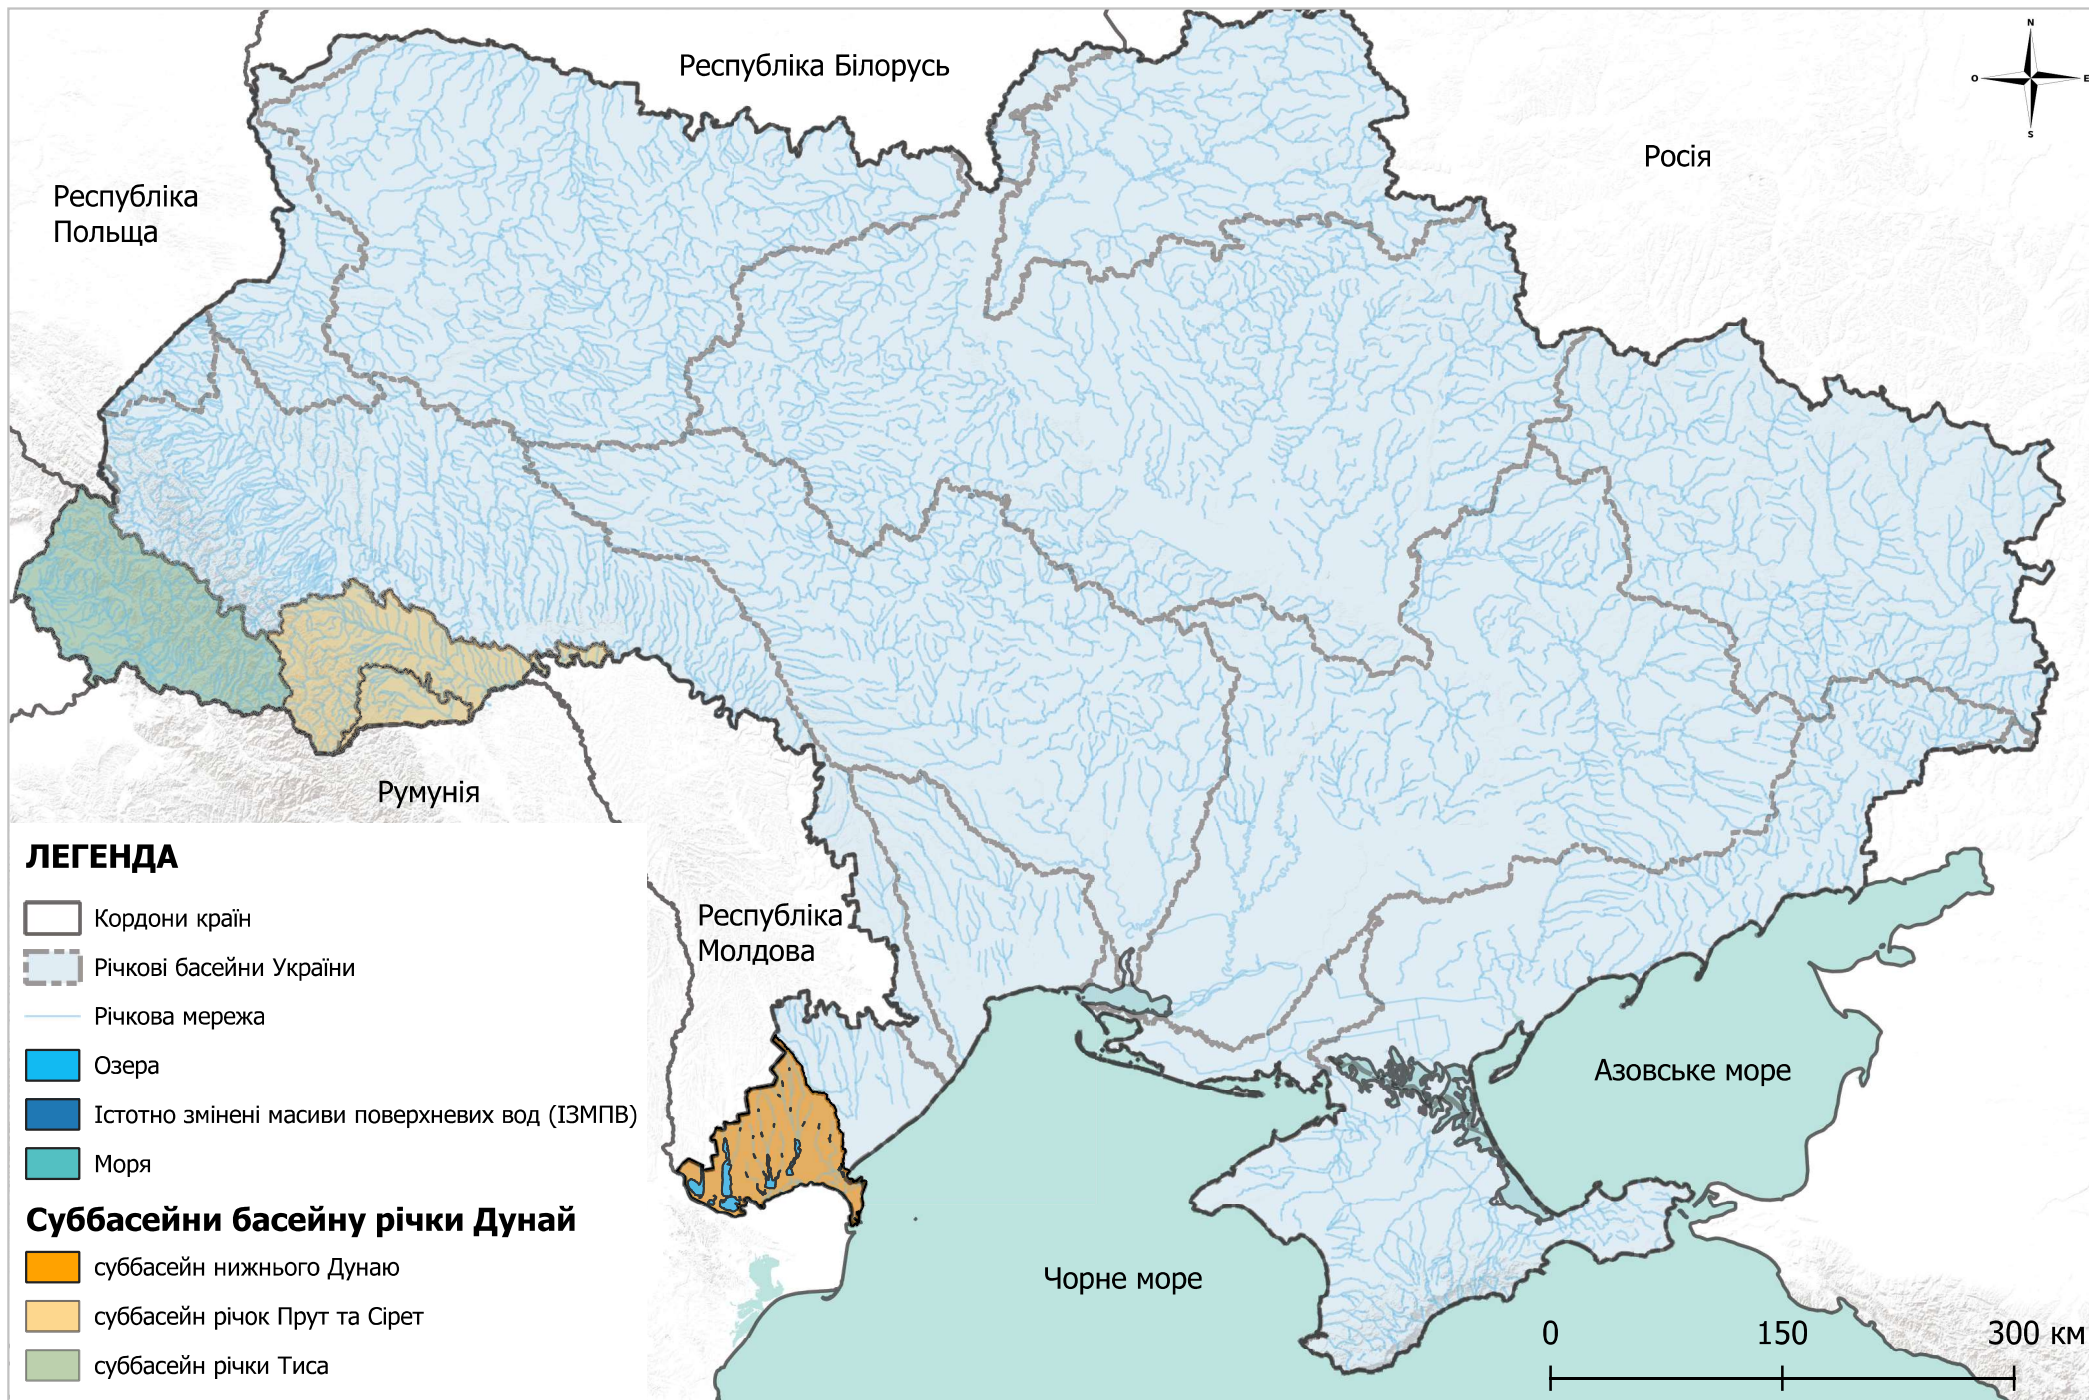 Республіка Білорусь
N
O
E
S
Росія
Республіка
Польща
Румунія
Республіка
Молдова
Азовське море
Чорне море
0
150
300 км
ЛЕГЕНДА
Кордони країн
Річкові басейни України
Річкова мережа
Озера
Істотно змінені масиви поверхневих вод (ІЗМПВ)
Моря
Суббасейни басейну річки Дунай
суббасейн нижнього Дунаю
суббасейн річок Прут та Сірет
суббасейн річки Тиса